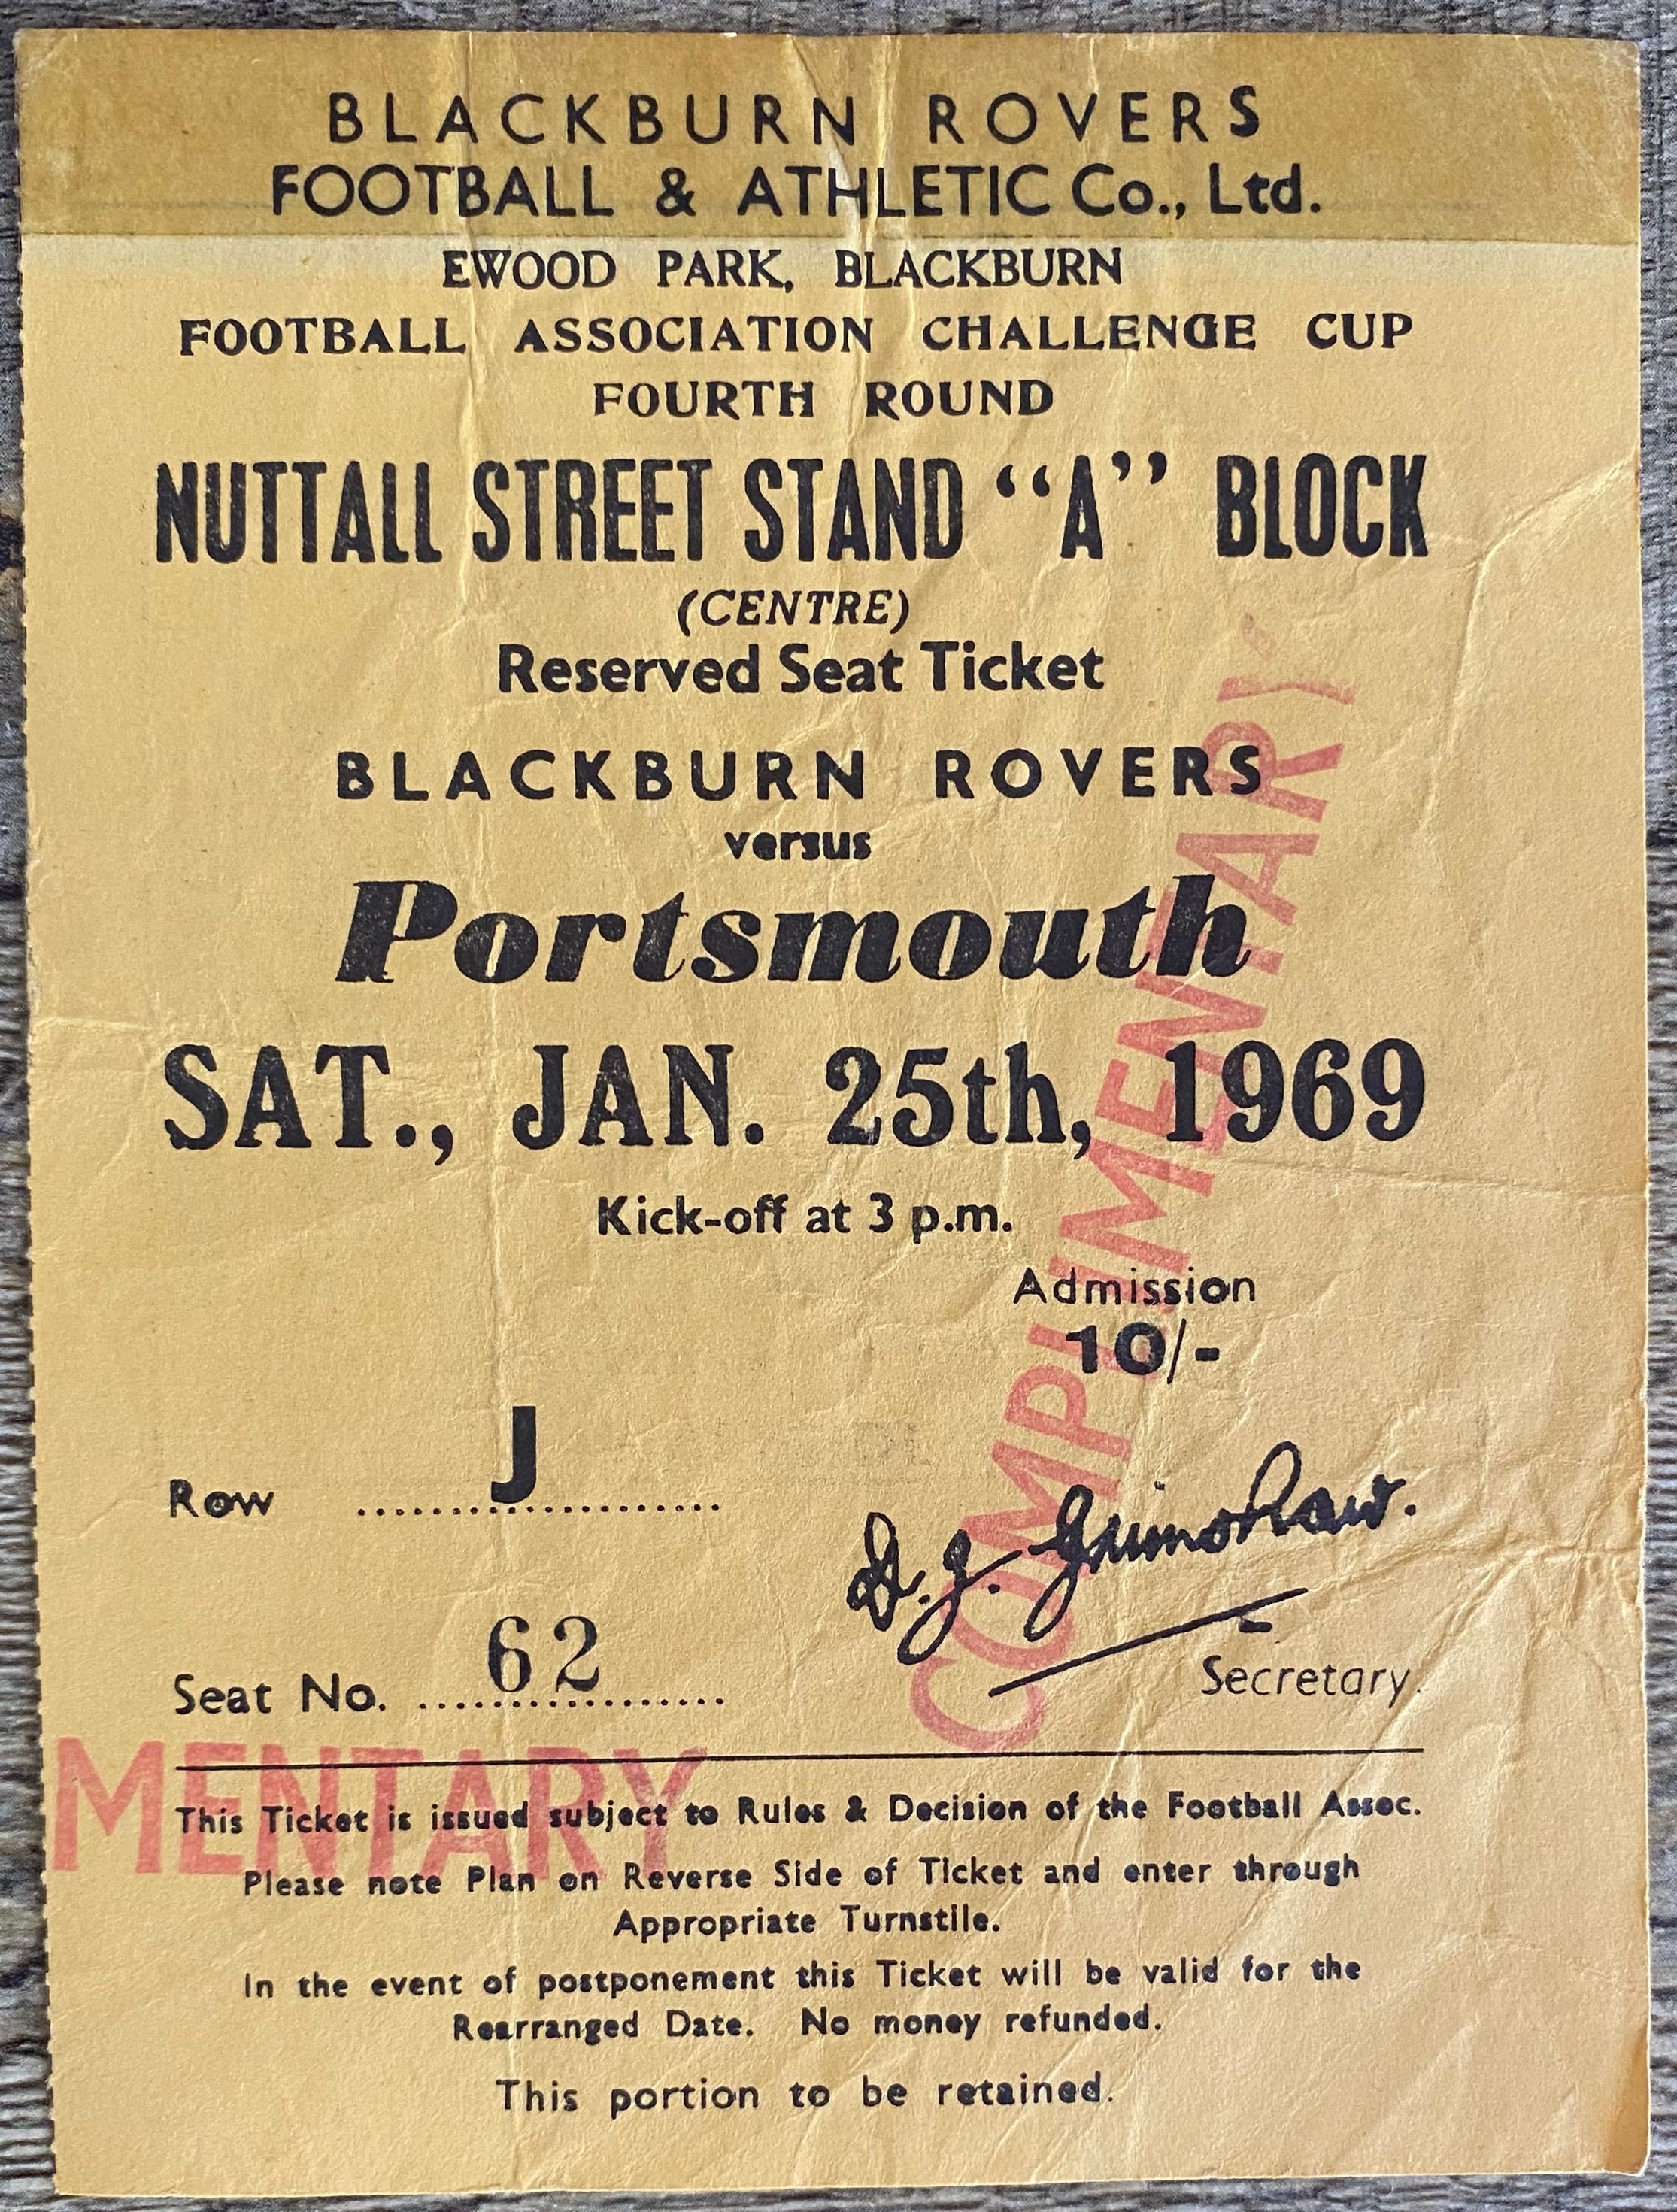 BLACKBURN ROVERS
FOOTBALL & ATHLETIC Co., Ltd.
EWOOD PARK, BLACKBURN
FOOTBALL ASSOCIATION CHALLENGE CUP
FOURTH ROUND
NUTTALL STREET STAND “A” BLOCK
(CENTRE)
Reserved Seat Ticket
BLACKBURN ROVERS
versus
Portsmouth
SAT., JAN. 25th, 1969
Kick-off at 3 p.m.
Admission
10/-
Row J
D. J. Grimshaw.
Seat No. 62
Secretary.
COMPLIMENTARY
MENTARY
This Ticket is issued subject to Rules & Decision of the Football Assoc.
Please note Plan on Reverse Side of Ticket and enter through
Appropriate Turnstile.
In the event of postponement this Ticket will be valid for the
Rearranged Date. No money refunded.
This portion to be retained.